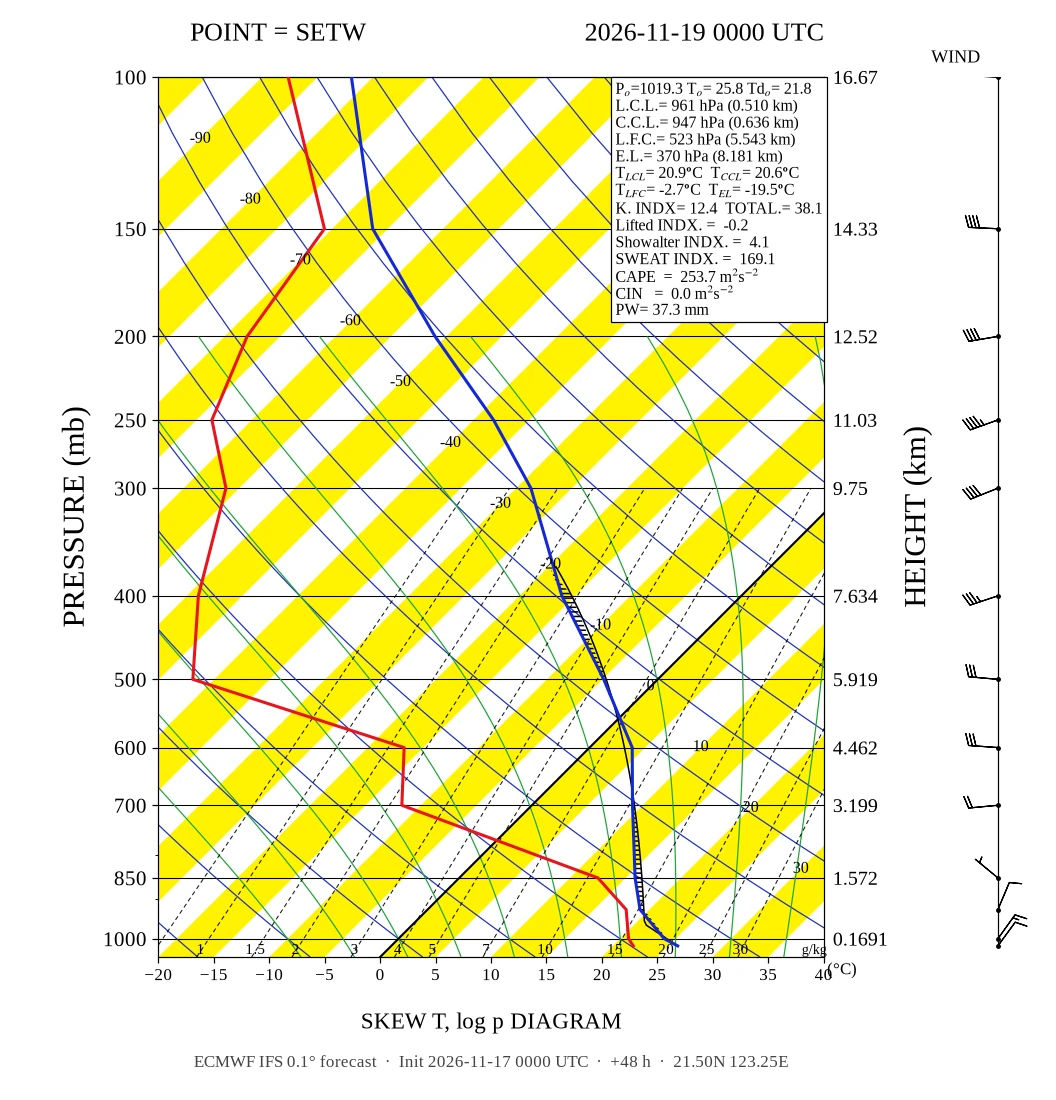 POINT = SETW
2026-11-19 0000 UTC
WIND
P₀=1019.3 T₀= 25.8 Td₀= 21.8
L.C.L.= 961 hPa (0.510 km)
C.C.L.= 947 hPa (0.636 km)
L.F.C.= 523 hPa (5.543 km)
E.L.= 370 hPa (8.181 km)
T_LCL= 20.9°C T_CCL= 20.6°C
T_LFC= -2.7°C T_EL= -19.5°C
K. INDX= 12.4 TOTAL.= 38.1
Lifted INDX. = -0.2
Showalter INDX. = 4.1
SWEAT INDX. = 169.1
CAPE = 253.7 m²s⁻²
CIN = 0.0 m²s⁻²
PW= 37.3 mm
100 16.67
-90
-80
150 14.33
-70
-60
200 12.52
-50
250 11.03
-40
300 9.75
-30
-20
400 7.634
-10
500 5.919
0
600 10 4.462
700 20 3.199
850 30 1.572
1000 0.1691
PRESSURE (mb)
HEIGHT (km)
1 1.5 2 3 4 5 7 10 15 20 25 30 g/kg
−20 −15 −10 −5 0 5 10 15 20 25 30 35 40 (°C)
SKEW T, log p DIAGRAM
ECMWF IFS 0.1° forecast · Init 2026-11-17 0000 UTC · +48 h · 21.50N 123.25E